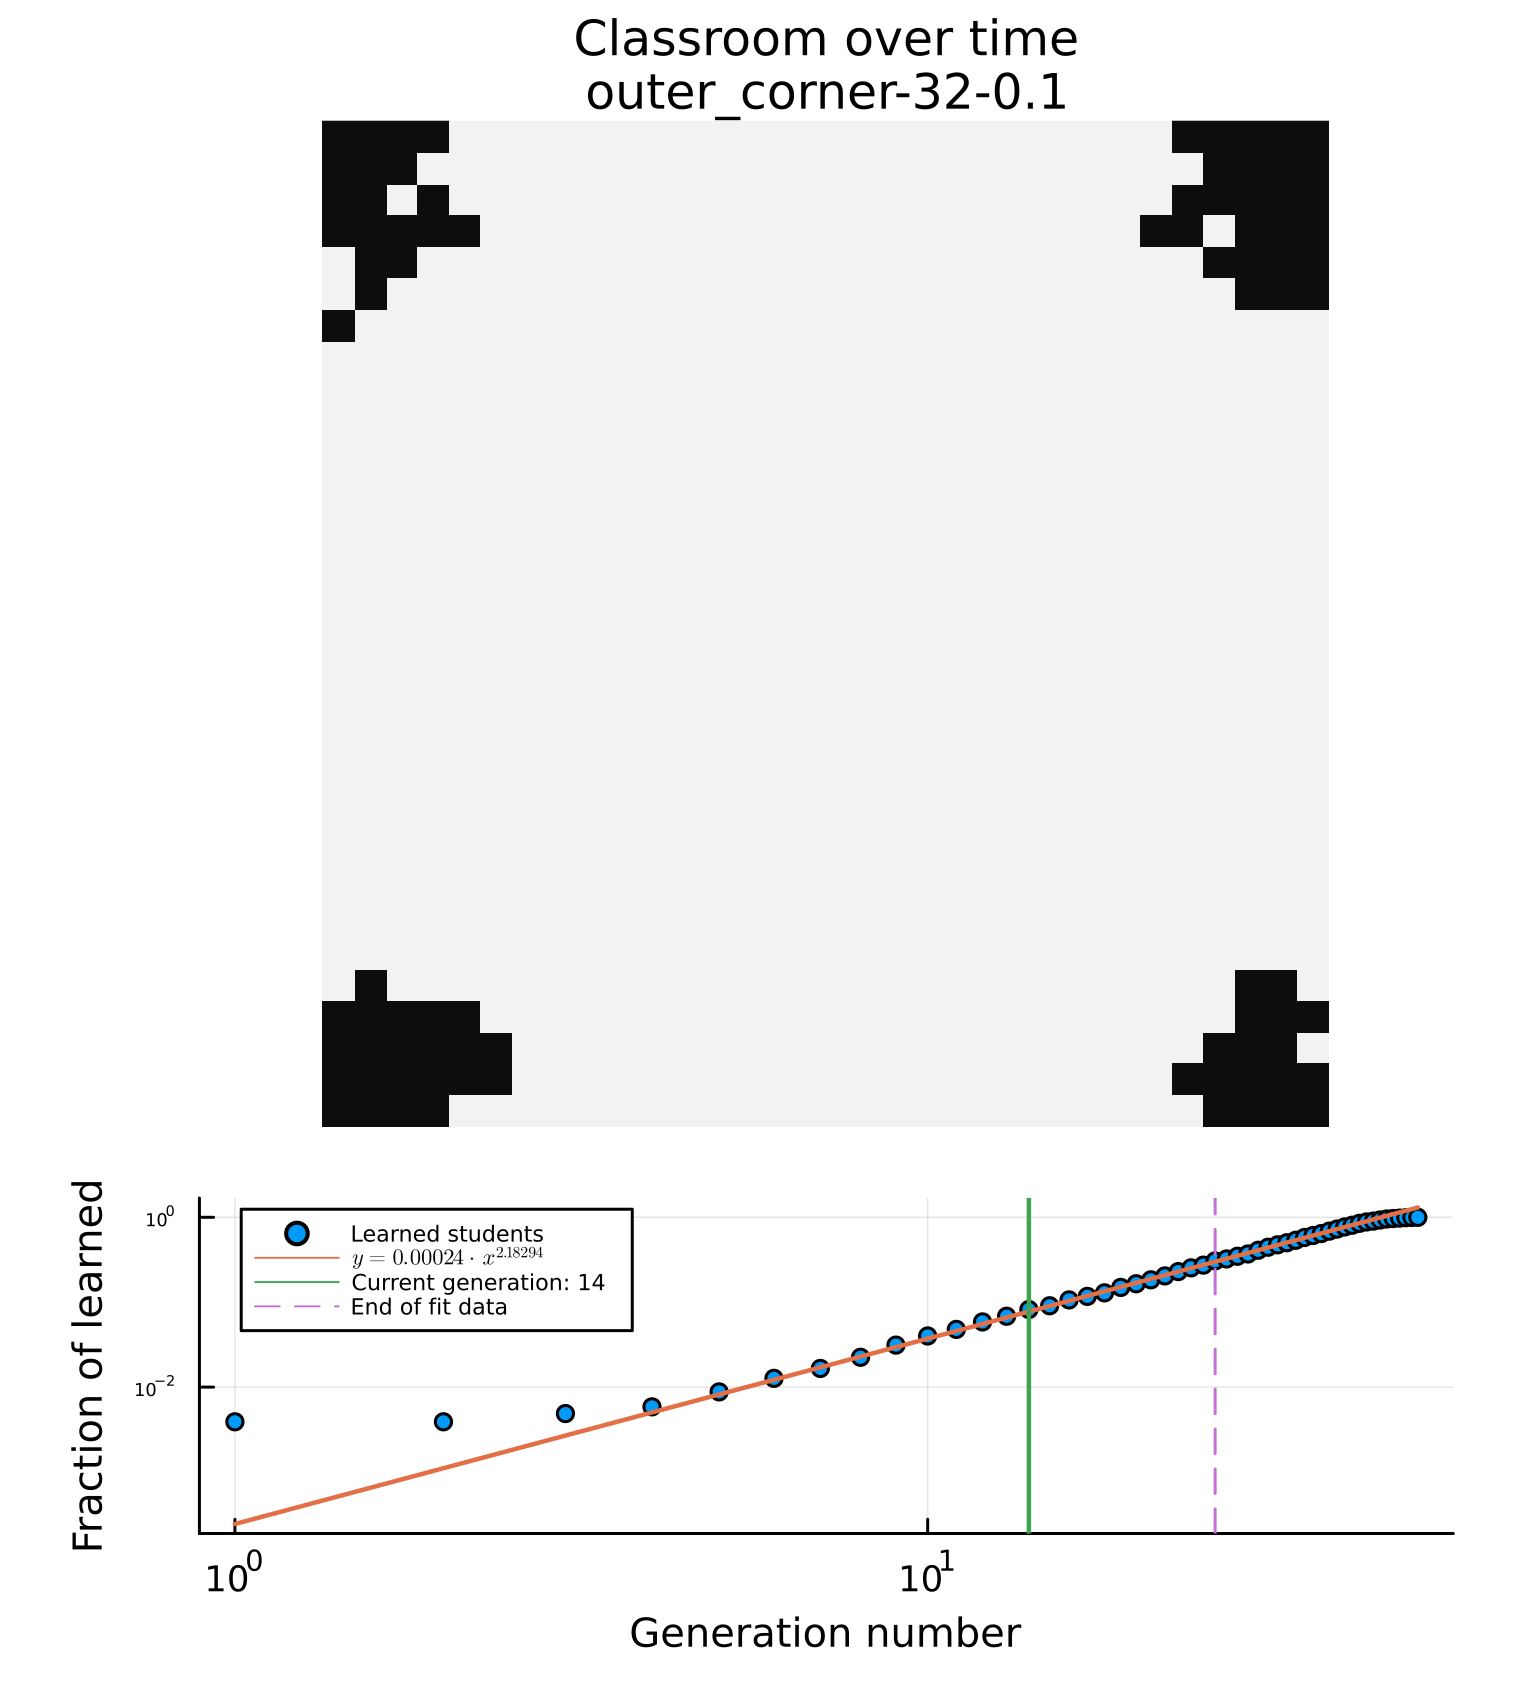 Classroom over time
outer_corner-32-0.1
Fraction of learned
10^0
10^−2
Learned students
y = 0.00024 · x^2.18294
Current generation: 14
End of fit data
10^0
10^1
Generation number